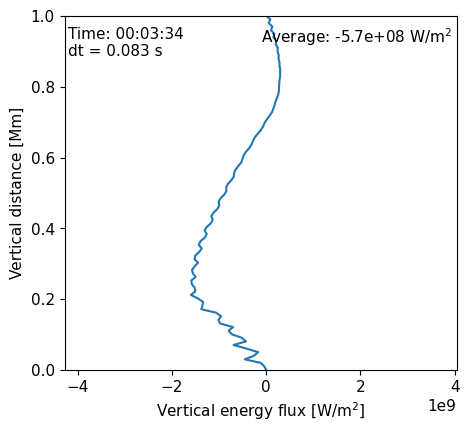 Time: 00:03:34
dt = 0.083 s
Average: -5.7e+08 W/m²
1.0
0.8
0.6
0.4
0.2
0.0
Vertical distance [Mm]
−4
−2
0
2
4
1e9
Vertical energy flux [W/m²]